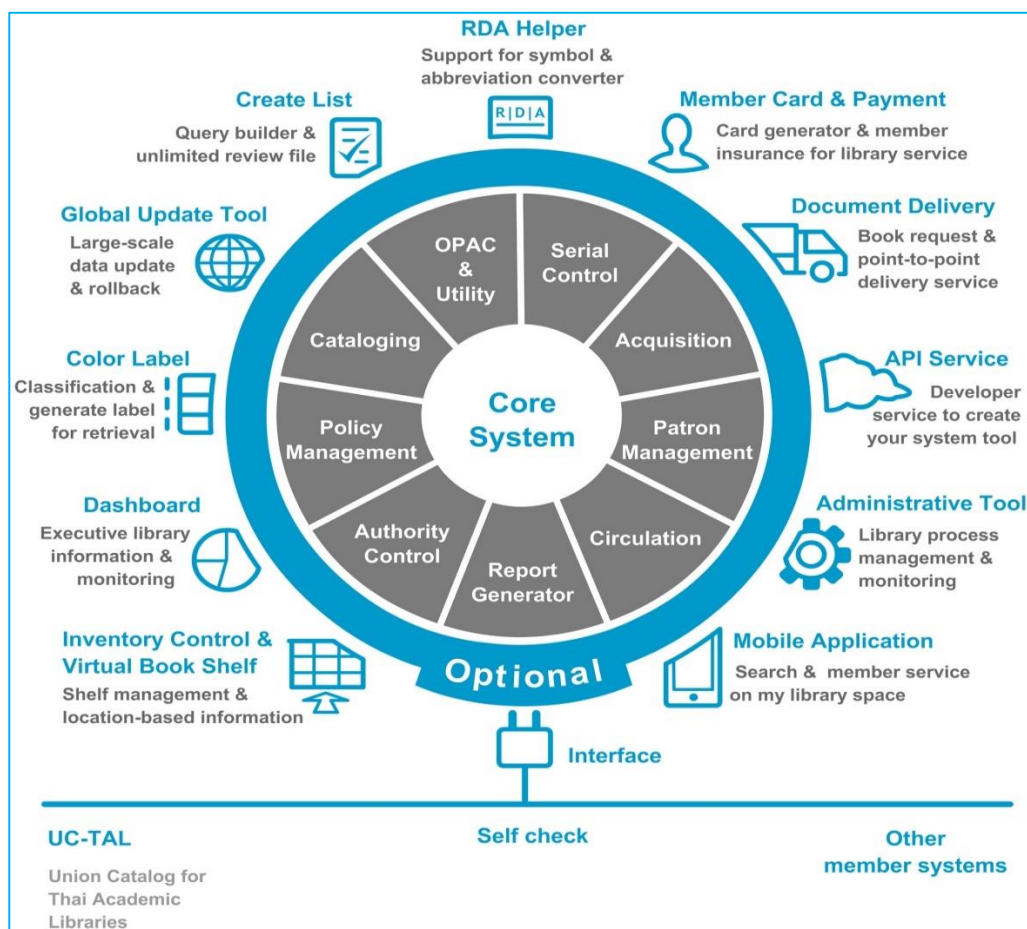 RDA Helper
Support for symbol &
abbreviation converter
R|D|A
Create List
Query builder &
unlimited review file
Member Card & Payment
Card generator & member
insurance for library service
Global Update Tool
Large-scale
data update
& rollback
Document Delivery
Book request &
point-to-point
delivery service
Color Label
Classification &
generate label
for retrieval
API Service
Developer
service to create
your system tool
Dashboard
Executive library
information &
monitoring
Administrative Tool
Library process
management &
monitoring
Inventory Control &
Virtual Book Shelf
Shelf management &
location-based information
Mobile Application
Search & member service
on my library space
OPAC
&
Utility
Serial
Control
Cataloging
Acquisition
Policy
Management
Core
System
Patron
Management
Authority
Control
Circulation
Report
Generator
Optional
Interface
UC-TAL
Union Catalog for
Thai Academic
Libraries
Self check
Other
member systems